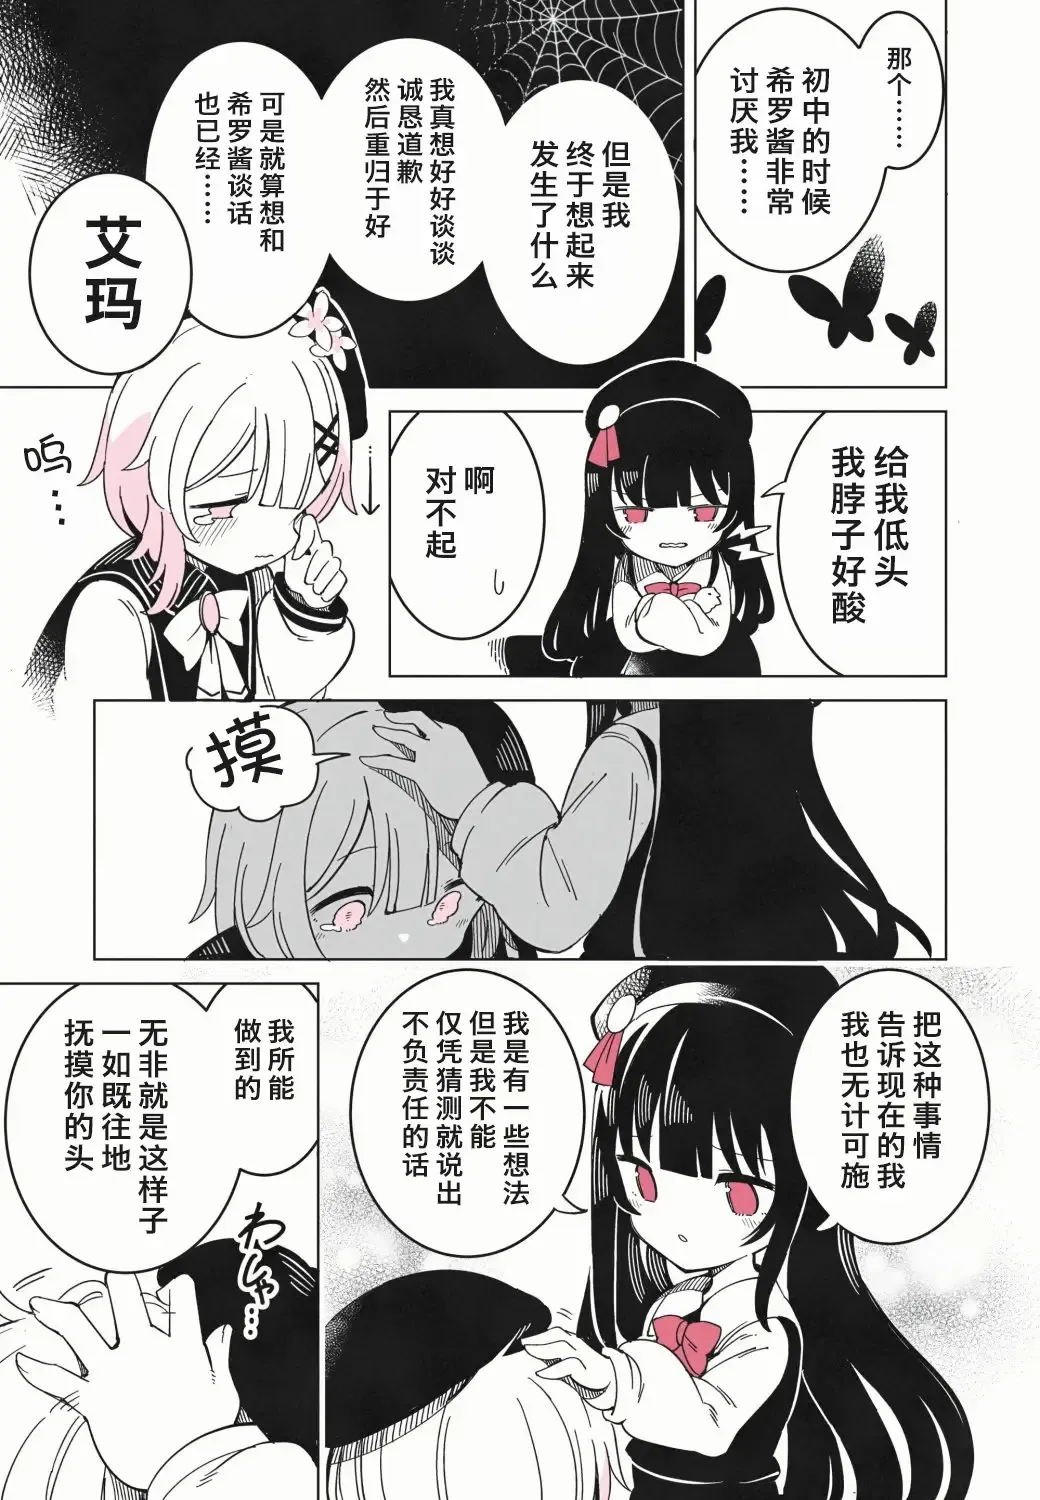 那个……
初中的时候
希罗酱非常
讨厌我……
但是我
终于想起来
发生了什么
我真想好好谈谈
诚恳道歉
然后重归于好
可是就算想和
希罗酱谈话
也已经……
艾玛
给我低头
我脖子好酸
啊
对不起
呜…
摸
把这种事情
告诉现在的我
我也无计可施
我是有一些想法
但是我不能
仅凭猜测就说出
不负责任的话
我所能
做到的
无非就是这样子
一如既往地
抚摸你的头
わしゃ…